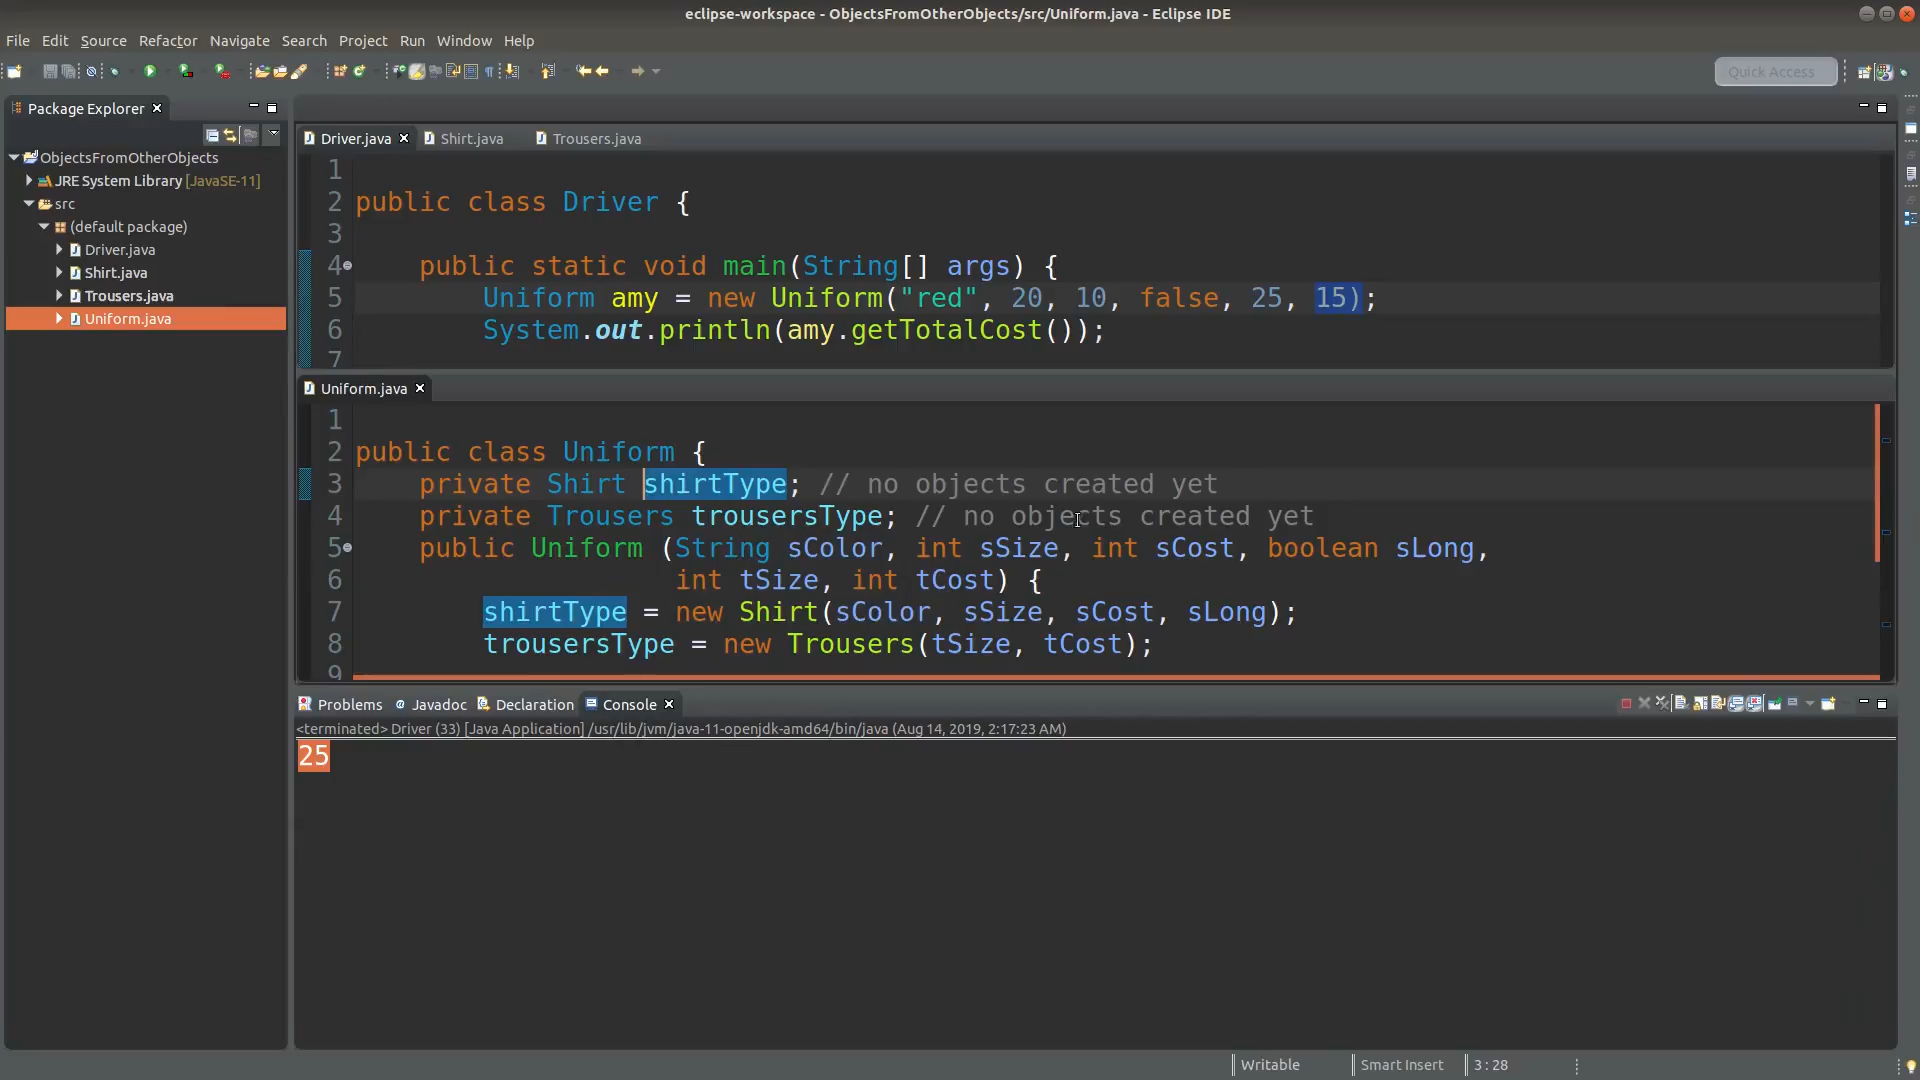 eclipse-workspace - ObjectsFromOtherObjects/src/Uniform.java - Eclipse IDE
File Edit Source Refactor Navigate Search Project Run Window Help
Quick Access
Package Explorer
ObjectsFromOtherObjects
JRE System Library [JavaSE-11]
src
(default package)
Driver.java
Shirt.java
Trousers.java
Uniform.java
Driver.java Shirt.java Trousers.java
1
2 public class Driver {
3
4 public static void main(String[] args) {
5 Uniform amy = new Uniform("red", 20, 10, false, 25, 15);
6 System.out.println(amy.getTotalCost());
7
Uniform.java
1
2 public class Uniform {
3 private Shirt shirtType; // no objects created yet
4 private Trousers trousersType; // no objects created yet
5 public Uniform (String sColor, int sSize, int sCost, boolean sLong,
6 int tSize, int tCost) {
7 shirtType = new Shirt(sColor, sSize, sCost, sLong);
8 trousersType = new Trousers(tSize, tCost);
9
Problems Javadoc Declaration Console
<terminated> Driver (33) [Java Application] /usr/lib/jvm/java-11-openjdk-amd64/bin/java (Aug 14, 2019, 2:17:23 AM)
25
Writable Smart Insert 3 : 28